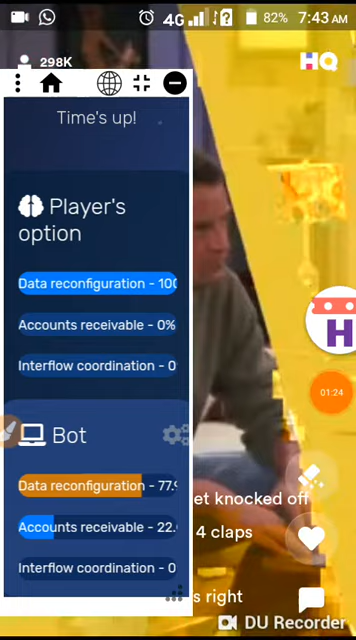 4G ? 82% 7:43 AM
298K
HQ
Time's up!
Player's
option
Data reconfiguration - 100
Accounts receivable - 0%
Interflow coordination - 0
Bot
Data reconfiguration - 77.9
Accounts receivable - 22.
Interflow coordination - 0
H
01:24
et knocked off
4 claps
s right
DU Recorder